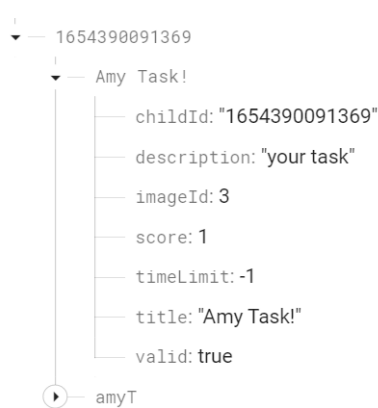 1654390091369
Amy Task!
childId: "1654390091369"
description: "your task"
imageId: 3
score: 1
timeLimit: -1
title: "Amy Task!"
valid: true
amyT